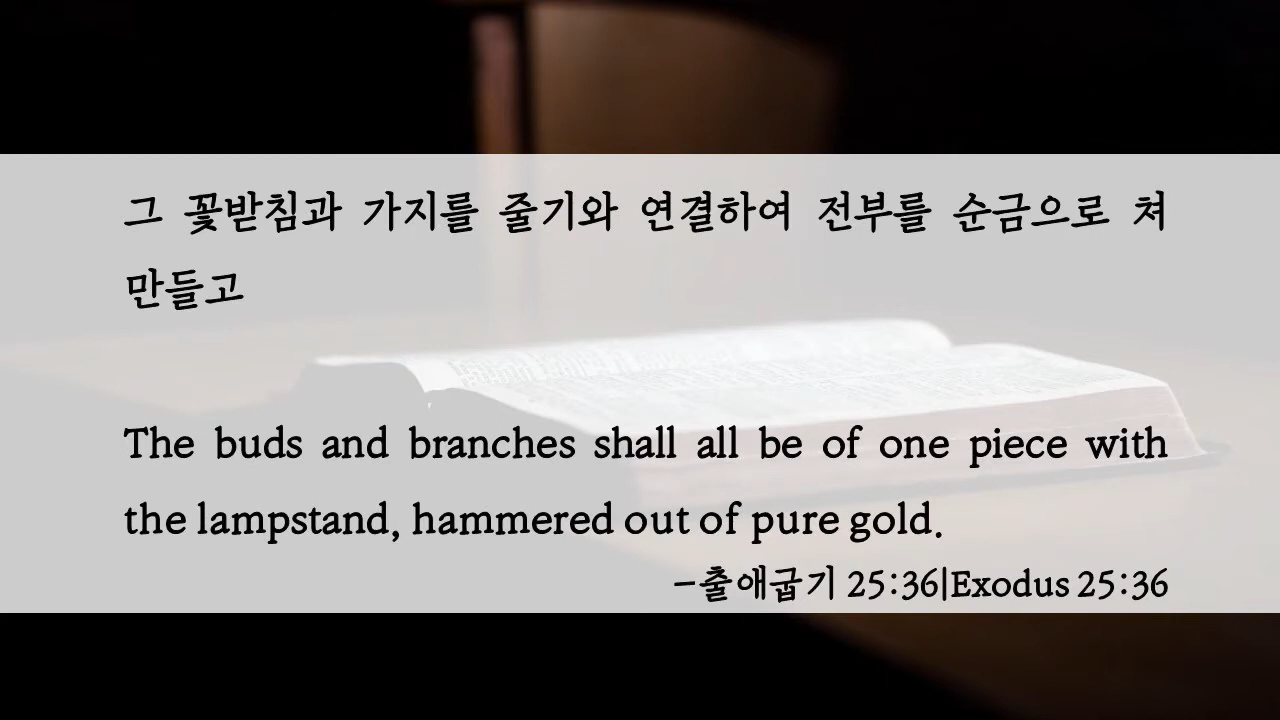 그 꽃받침과 가지를 줄기와 연결하여 전부를 순금으로 쳐
만들고
The buds and branches shall all be of one piece with
the lampstand, hammered out of pure gold.
-출애굽기 25:36|Exodus 25:36